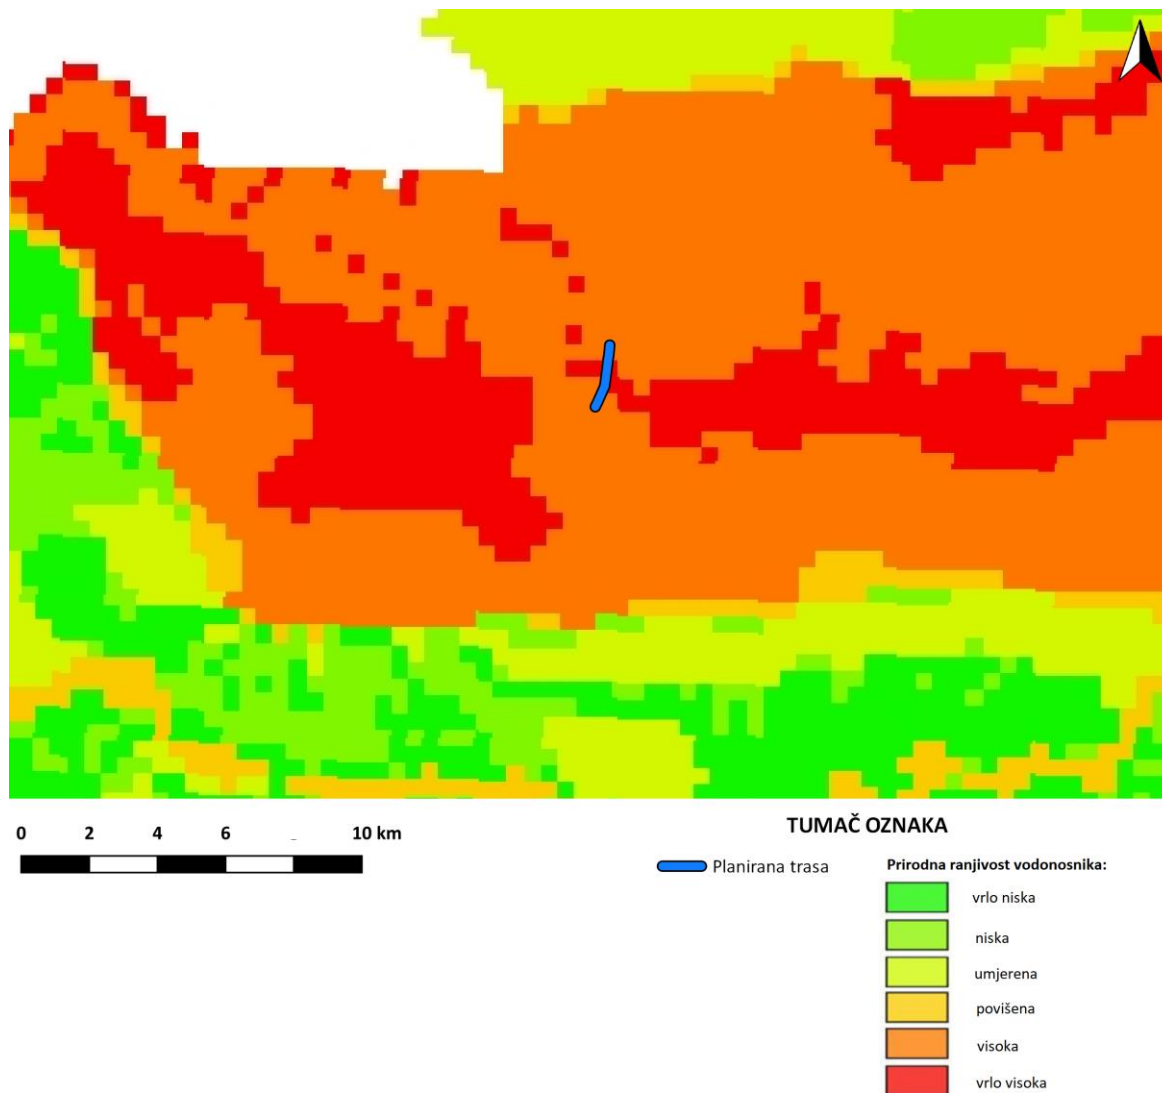 0 2 4 6 10 km
TUMAČ OZNAKA
Planirana trasa
Prirodna ranjivost vodonosnika:
vrlo niska
niska
umjerena
povišena
visoka
vrlo visoka